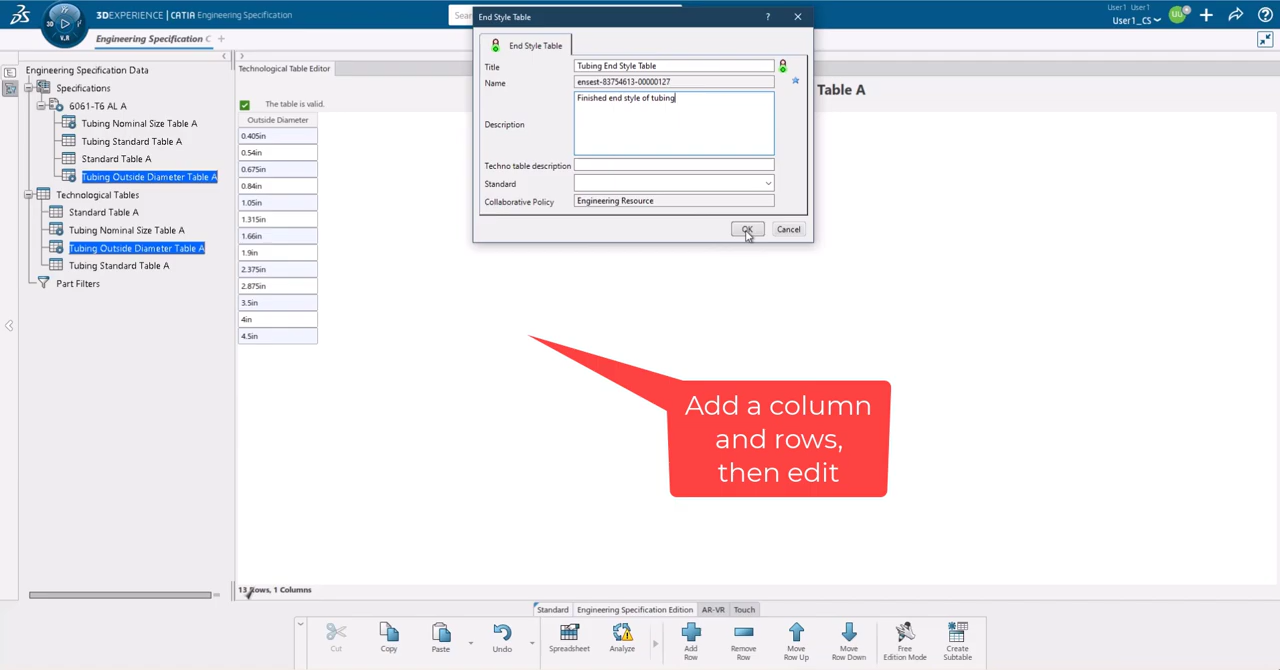 3DEXPERIENCE | CATIA Engineering Specification
Sear
User1 User1
User1_CS
UU
3D
V.R
Engineering Specification C
End Style Table
End Style Table
Title
Tubing End Style Table
Name
ensest-83754613-00000127
Description
Finished end style of tubing
Techno table description
Standard
Collaborative Policy
Engineering Resource
OK
Cancel
Table A
Engineering Specification Data
Specifications
6061-T6 AL A
Tubing Nominal Size Table A
Tubing Standard Table A
Standard Table A
Tubing Outside Diameter Table A
Technological Tables
Standard Table A
Tubing Nominal Size Table A
Tubing Outside Diameter Table A
Tubing Standard Table A
Part Filters
Technological Table Editor
The table is valid.
Outside Diameter
0.405in
0.54in
0.675in
0.84in
1.05in
1.315in
1.66in
1.9in
2.375in
2.875in
3.5in
4in
4.5in
Add a column
and rows,
then edit
13 Rows, 1 Columns
Standard
Engineering Specification Edition
AR-VR
Touch
Cut
Copy
Paste
Undo
Spreadsheet
Analyze
Add
Row
Remove
Row
Move
Row Up
Move
Row Down
Free
Edition Mode
Create
Subtable